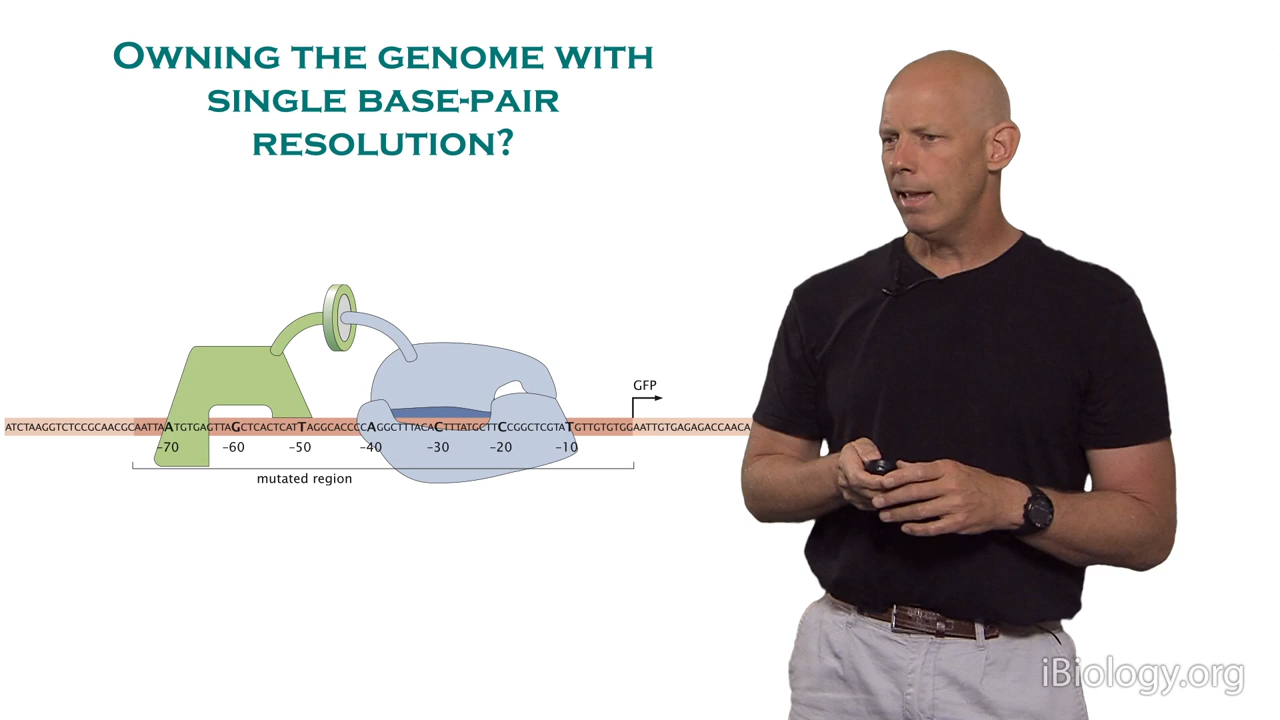 OWNING THE GENOME WITH
SINGLE BASE-PAIR
RESOLUTION?
GFP
ATCTAAGGTCTCCGCAACGCAATTAATGTGAGTTAGCTCACTCATTAGGCACCCCAGGCTTTACACTTTATGCTTCCGGCTCGTATGTTGTGTGGAATTGTGAGAGACCAACA
-70 -60 -50 -40 -30 -20 -10
mutated region
iBiology.org